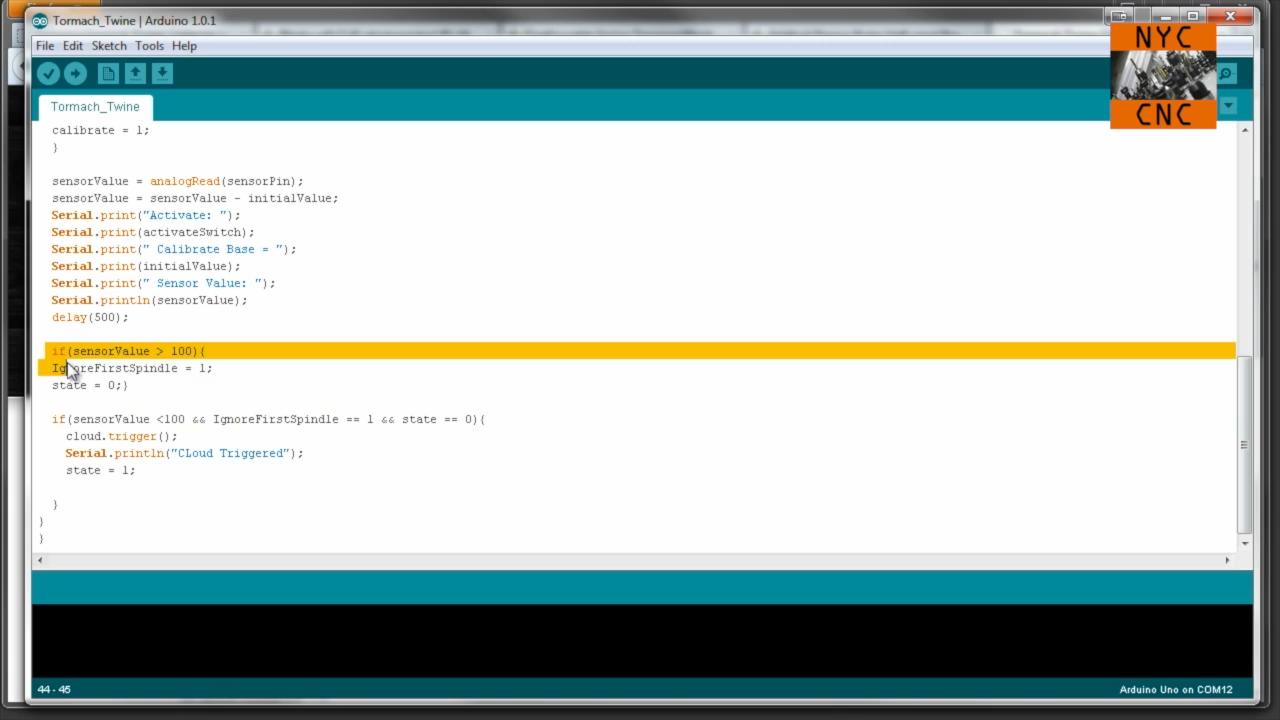 Tormach_Twine | Arduino 1.0.1
File Edit Sketch Tools Help
NYC
CNC
Tormach_Twine
calibrate = 1;
}
sensorValue = analogRead(sensorPin);
sensorValue = sensorValue - initialValue;
Serial.print("Activate: ");
Serial.print(activateSwitch);
Serial.print(" Calibrate Base = ");
Serial.print(initialValue);
Serial.print(" Sensor Value: ");
Serial.println(sensorValue);
delay(500);
if(sensorValue > 100){
IgnoreFirstSpindle = 1;
state = 0;}
if(sensorValue <100 && IgnoreFirstSpindle == 1 && state == 0){
cloud.trigger();
Serial.println("CLoud Triggered");
state = 1;
}
}
}
44 - 45
Arduino Uno on COM12